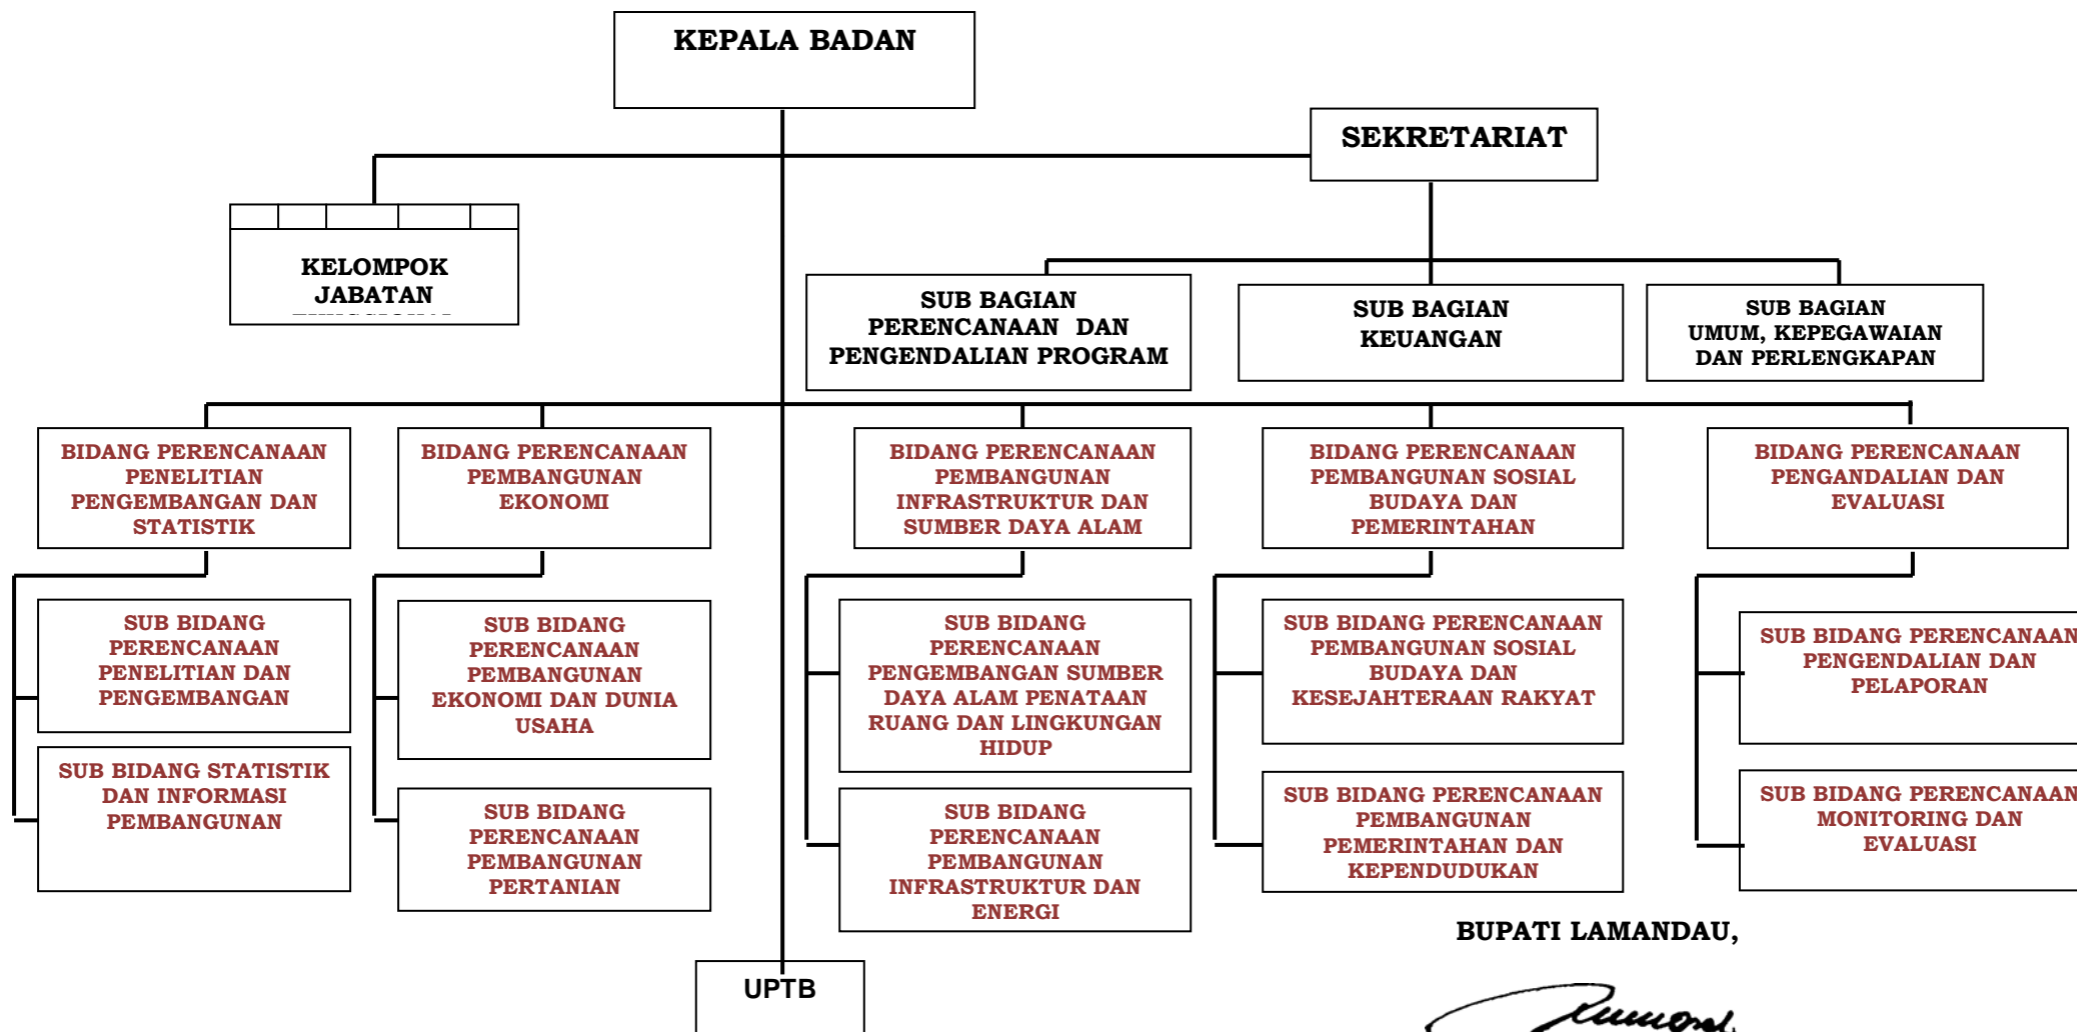 KEPALA BADAN
SEKRETARIAT
KELOMPOK
JABATAN
SUB BAGIAN
PERENCANAAN DAN
PENGENDALIAN PROGRAM
SUB BAGIAN
KEUANGAN
SUB BAGIAN
UMUM, KEPEGAWAIAN
DAN PERLENGKAPAN
BIDANG PERENCANAAN
PENELITIAN
PENGEMBANGAN DAN
STATISTIK
BIDANG PERENCANAAN
PEMBANGUNAN
EKONOMI
BIDANG PERENCANAAN
PEMBANGUNAN
INFRASTRUKTUR DAN
SUMBER DAYA ALAM
BIDANG PERENCANAAN
PEMBANGUNAN SOSIAL
BUDAYA DAN
PEMERINTAHAN
BIDANG PERENCANAAN
PENGANDALIAN DAN
EVALUASI
SUB BIDANG
PERENCANAAN
PENELITIAN DAN
PENGEMBANGAN
SUB BIDANG
PERENCANAAN
PEMBANGUNAN
EKONOMI DAN DUNIA
USAHA
SUB BIDANG
PERENCANAAN
PENGEMBANGAN SUMBER
DAYA ALAM PENATAAN
RUANG DAN LINGKUNGAN
HIDUP
SUB BIDANG PERENCANAAN
PEMBANGUNAN SOSIAL
BUDAYA DAN
KESEJAHTERAAN RAKYAT
SUB BIDANG PERENCANAAN
PENGENDALIAN DAN
PELAPORAN
SUB BIDANG STATISTIK
DAN INFORMASI
PEMBANGUNAN
SUB BIDANG
PERENCANAAN
PEMBANGUNAN
PERTANIAN
SUB BIDANG
PERENCANAAN
PEMBANGUNAN
INFRASTRUKTUR DAN
ENERGI
SUB BIDANG PERENCANAAN
PEMBANGUNAN
PEMERINTAHAN DAN
KEPENDUDUKAN
SUB BIDANG PERENCANAAN
MONITORING DAN
EVALUASI
BUPATI LAMANDAU,
UPTB